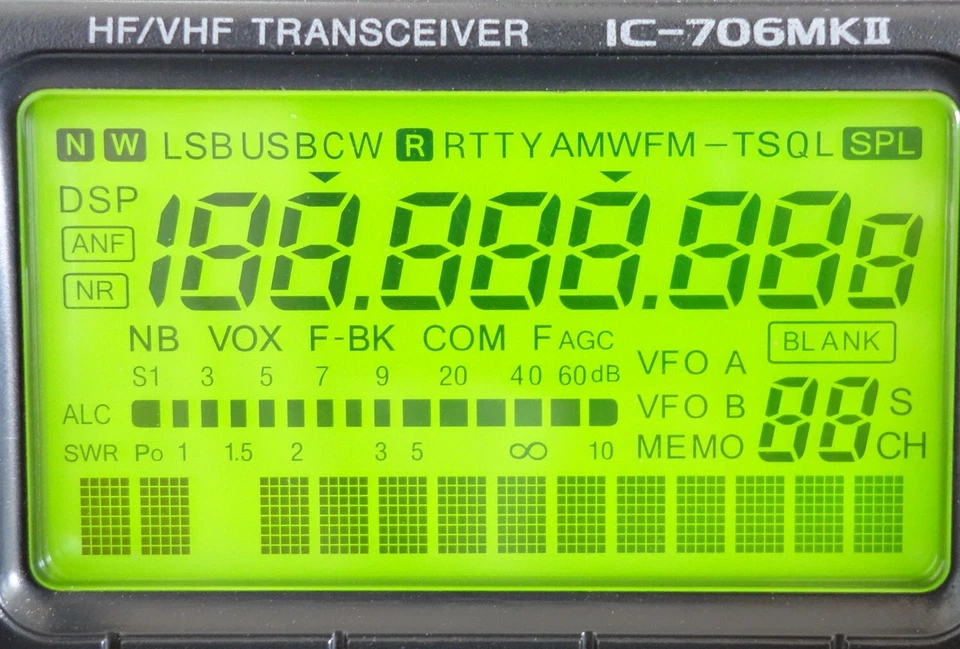 HF/VHF TRANSCEIVER IC-706MKII
N W LSB USB CW R RTTY AM WFM -TSQL SPL
DSP 188.888.888
ANF
NR
NB VOX F-BK COM F AGC BLANK
S1 3 5 7 9 20 40 60dB VFO A
ALC VFO B 88 S
SWR Po 1 1.5 2 3 5 ∞ 10 MEMO CH